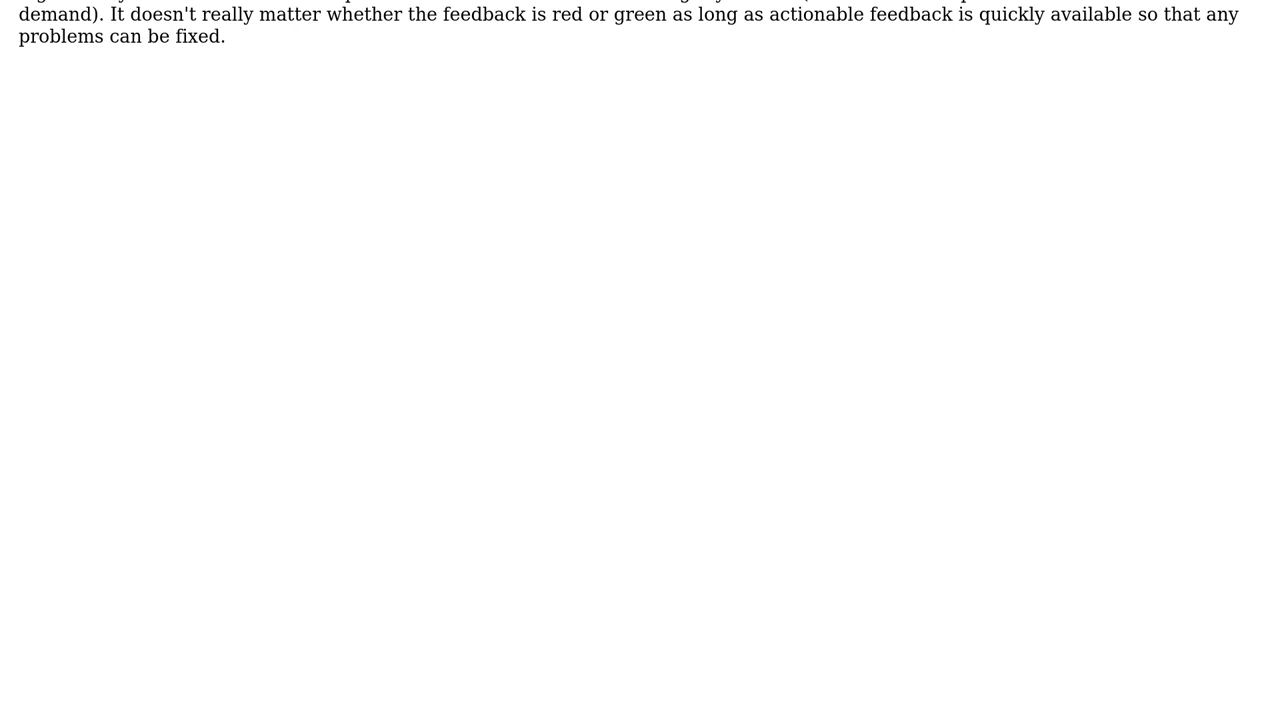 demand). It doesn't really matter whether the feedback is red or green as long as actionable feedback is quickly available so that any
problems can be fixed.